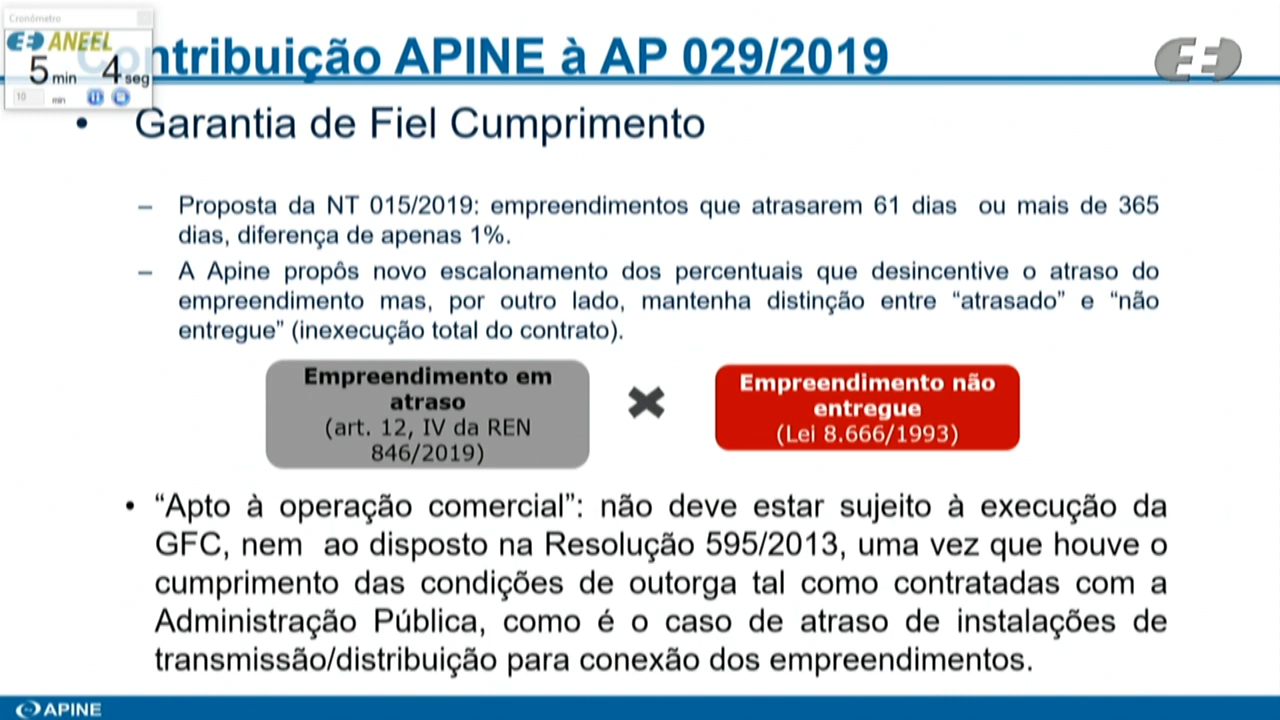 Cronômetro
ANEEL
5 min 4 seg
10 min
Contribuição APINE à AP 029/2019
• Garantia de Fiel Cumprimento
– Proposta da NT 015/2019: empreendimentos que atrasarem 61 dias ou mais de 365
dias, diferença de apenas 1%.
– A Apine propôs novo escalonamento dos percentuais que desincentive o atraso do
empreendimento mas, por outro lado, mantenha distinção entre “atrasado” e “não
entregue” (inexecução total do contrato).
Empreendimento em
atraso
(art. 12, IV da REN
846/2019)
Empreendimento não
entregue
(Lei 8.666/1993)
• “Apto à operação comercial”: não deve estar sujeito à execução da
GFC, nem ao disposto na Resolução 595/2013, uma vez que houve o
cumprimento das condições de outorga tal como contratadas com a
Administração Pública, como é o caso de atraso de instalações de
transmissão/distribuição para conexão dos empreendimentos.
APINE